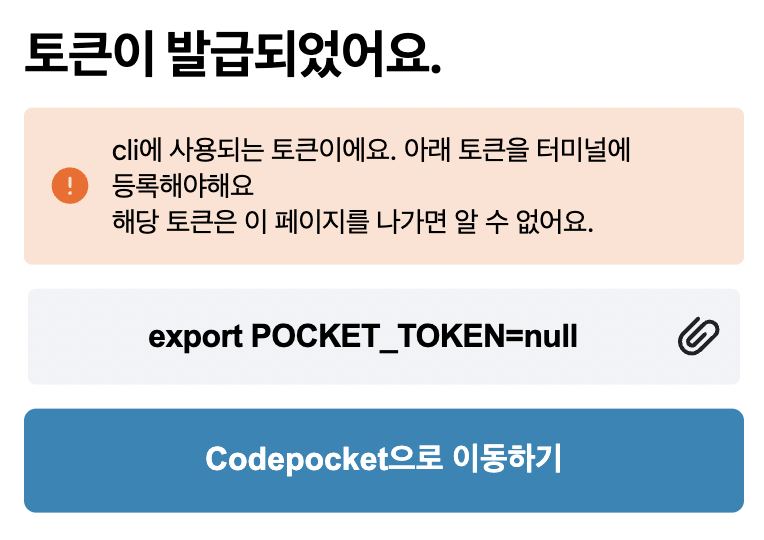 토큰이 발급되었어요.
cli에 사용되는 토큰이에요. 아래 토큰을 터미널에
등록해야해요
해당 토큰은 이 페이지를 나가면 알 수 없어요.
export POCKET_TOKEN=null
Codepocket으로 이동하기